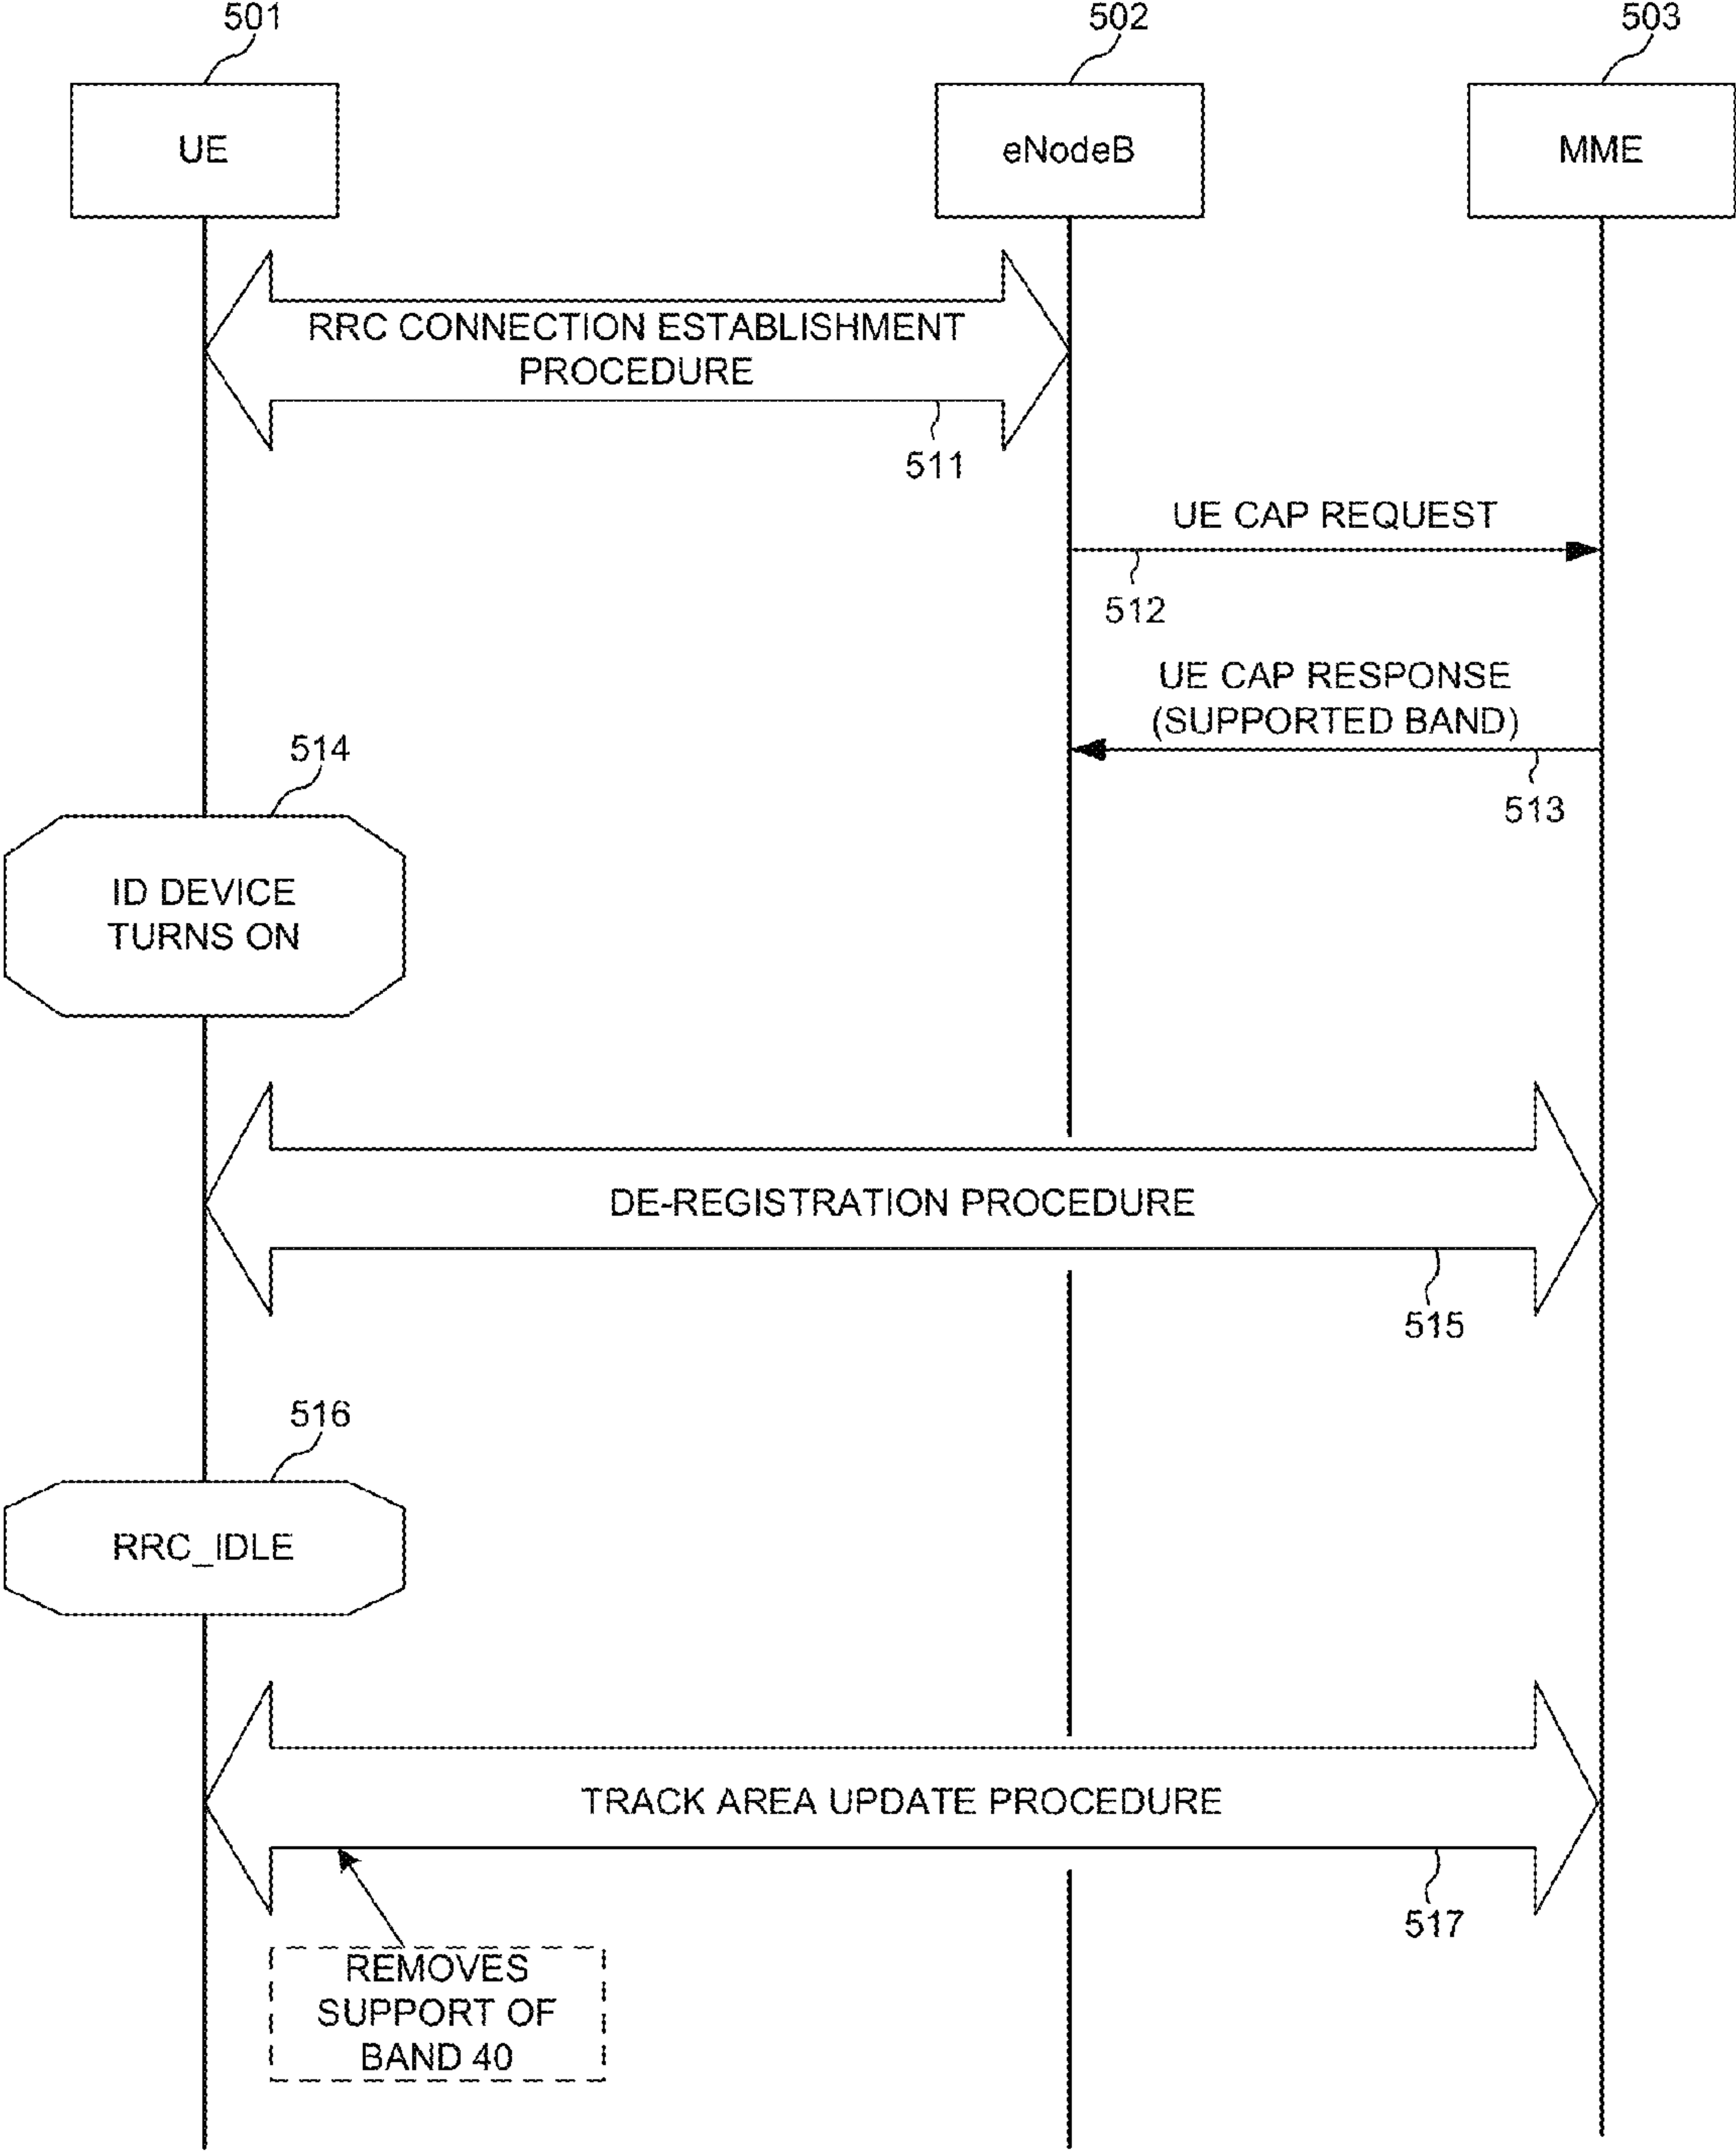 501
502
503
UE
eNodeB
MME
RRC CONNECTION ESTABLISHMENT
PROCEDURE
511
UE CAP REQUEST
512
UE CAP RESPONSE
(SUPPORTED BAND)
513
514
ID DEVICE
TURNS ON
DE-REGISTRATION PROCEDURE
515
516
RRC_IDLE
TRACK AREA UPDATE PROCEDURE
517
REMOVES
SUPPORT OF
BAND 40